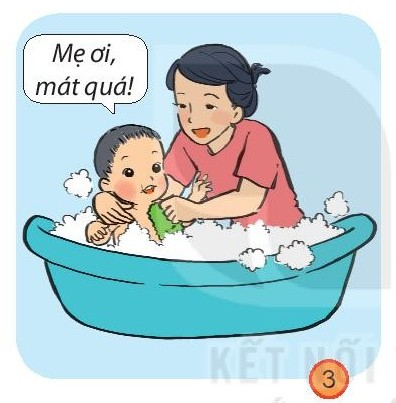 Mẹ ơi,
mát quá!
KẾT NỐI
3